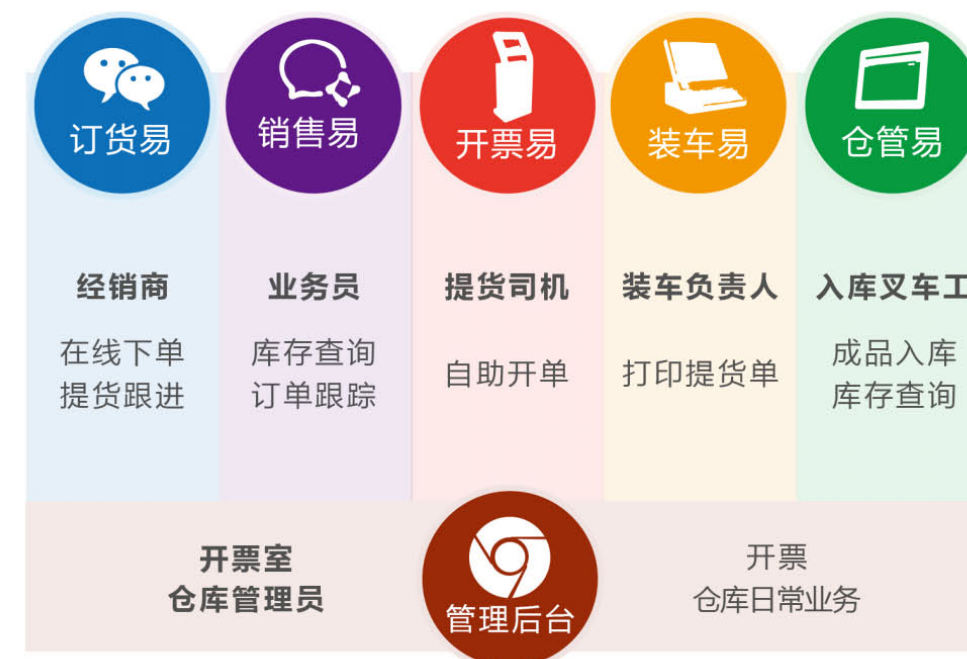 订货易
销售易
开票易
装车易
仓管易
经销商
业务员
提货司机
装车负责人
入库叉车工
在线下单
提货跟进
库存查询
订单跟踪
自助开单
打印提货单
成品入库
库存查询
开票室
仓库管理员
管理后台
开票
仓库日常业务